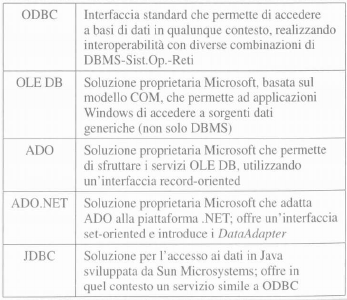 ODBC Interfaccia standard che permette di accedere
a basi di dati in qualunque contesto, realizzando
interoperabilità con diverse combinazioni di
DBMS-Sist.Op.-Reti
OLE DB Soluzione proprietaria Microsoft, basata sul
modello COM, che permette ad applicazioni
Windows di accedere a sorgenti dati
generiche (non solo DBMS)
ADO Soluzione proprietaria Microsoft che permette
di sfruttare i servizi OLE DB, utilizzando
un'interfaccia record-oriented
ADO.NET Soluzione proprietaria Microsoft che adatta
ADO alla piattaforma .NET; offre un'interfaccia
set-oriented e introduce i DataAdapter
JDBC Soluzione per l'accesso ai dati in Java
sviluppata da Sun Microsystems; offre in
quel contesto un servizio simile a ODBC